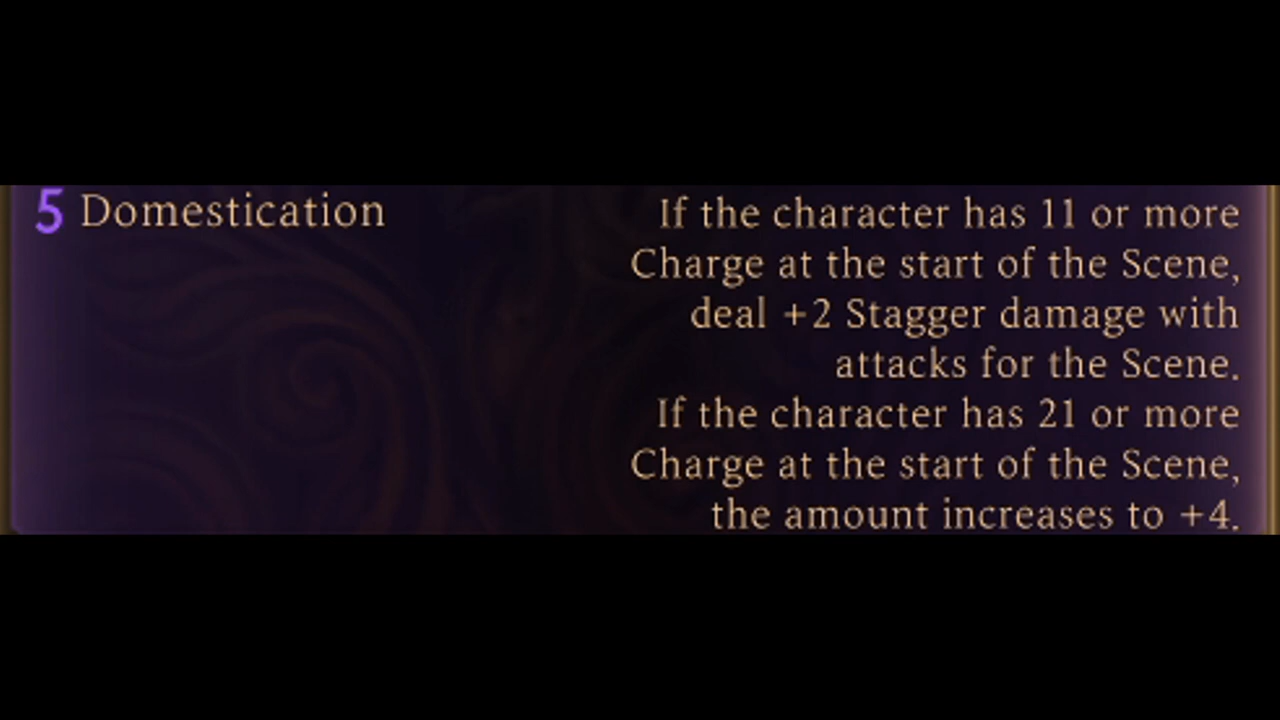 5 Domestication
If the character has 11 or more
Charge at the start of the Scene,
deal +2 Stagger damage with
attacks for the Scene.
If the character has 21 or more
Charge at the start of the Scene,
the amount increases to +4.